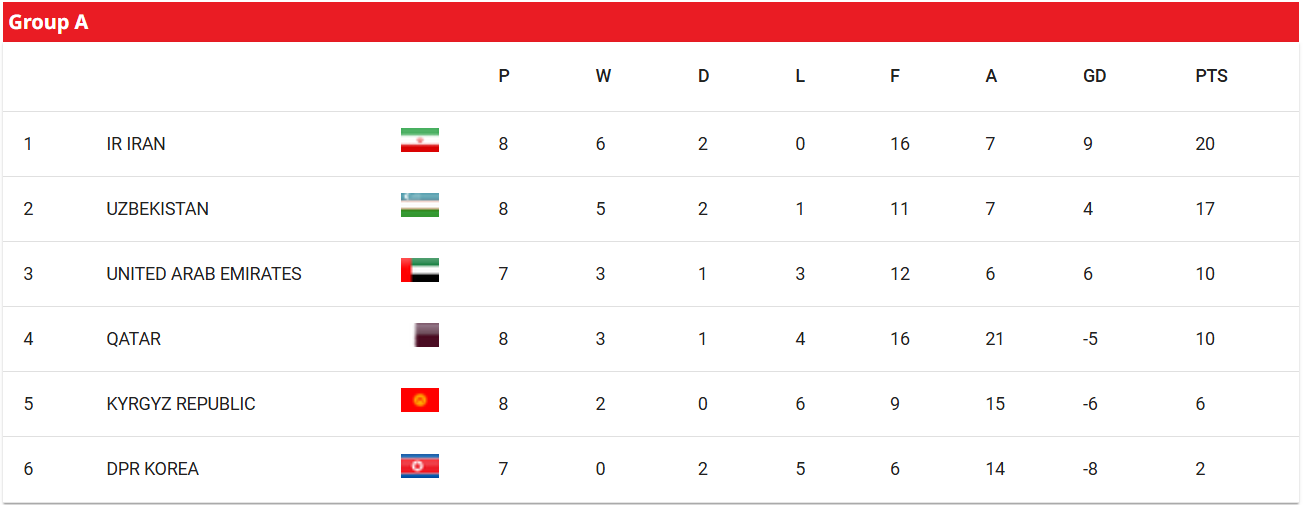 Group A
P W D L F A GD PTS
1 IR IRAN 8 6 2 0 16 7 9 20
2 UZBEKISTAN 8 5 2 1 11 7 4 17
3 UNITED ARAB EMIRATES 7 3 1 3 12 6 6 10
4 QATAR 8 3 1 4 16 21 -5 10
5 KYRGYZ REPUBLIC 8 2 0 6 9 15 -6 6
6 DPR KOREA 7 0 2 5 6 14 -8 2